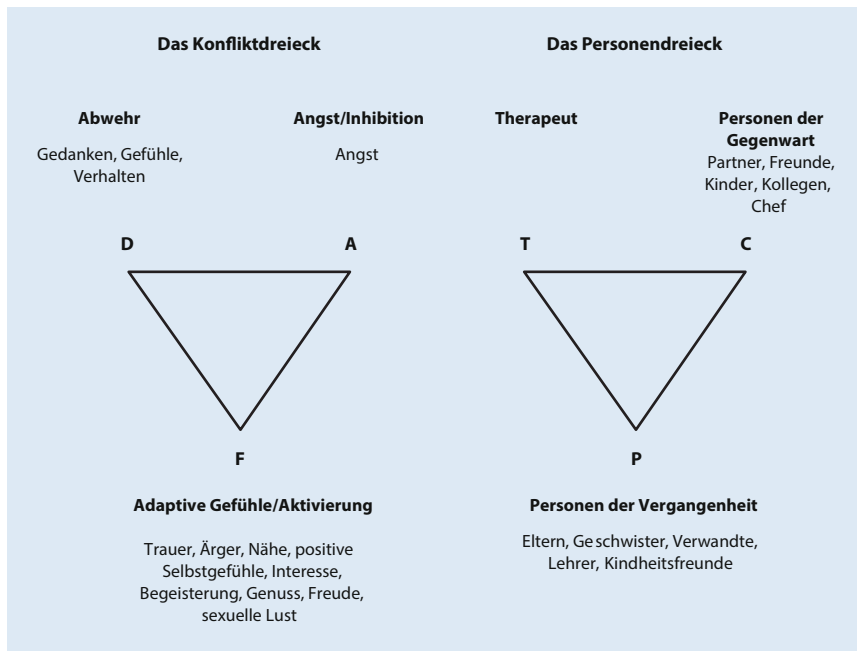 Das Konfliktdreieck
Abwehr
Gedanken, Gefühle,
Verhalten
Angst/Inhibition
Angst
D
A
F
Adaptive Gefühle/Aktivierung
Trauer, Ärger, Nähe, positive
Selbstgefühle, Interesse,
Begeisterung, Genuss, Freude,
sexuelle Lust
Das Personendreieck
Therapeut
Personen der
Gegenwart
Partner, Freunde,
Kinder, Kollegen,
Chef
T
C
P
Personen der Vergangenheit
Eltern, Geschwister, Verwandte,
Lehrer, Kindheitsfreunde